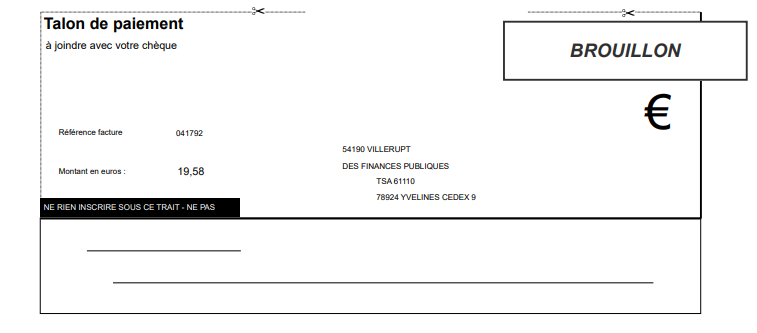 Talon de paiement
à joindre avec votre chèque
BROUILLON
€
Référence facture 041792
54190 VILLERUPT
Montant en euros : 19,58
DES FINANCES PUBLIQUES
TSA 61110
78924 YVELINES CEDEX 9
NE RIEN INSCRIRE SOUS CE TRAIT - NE PAS